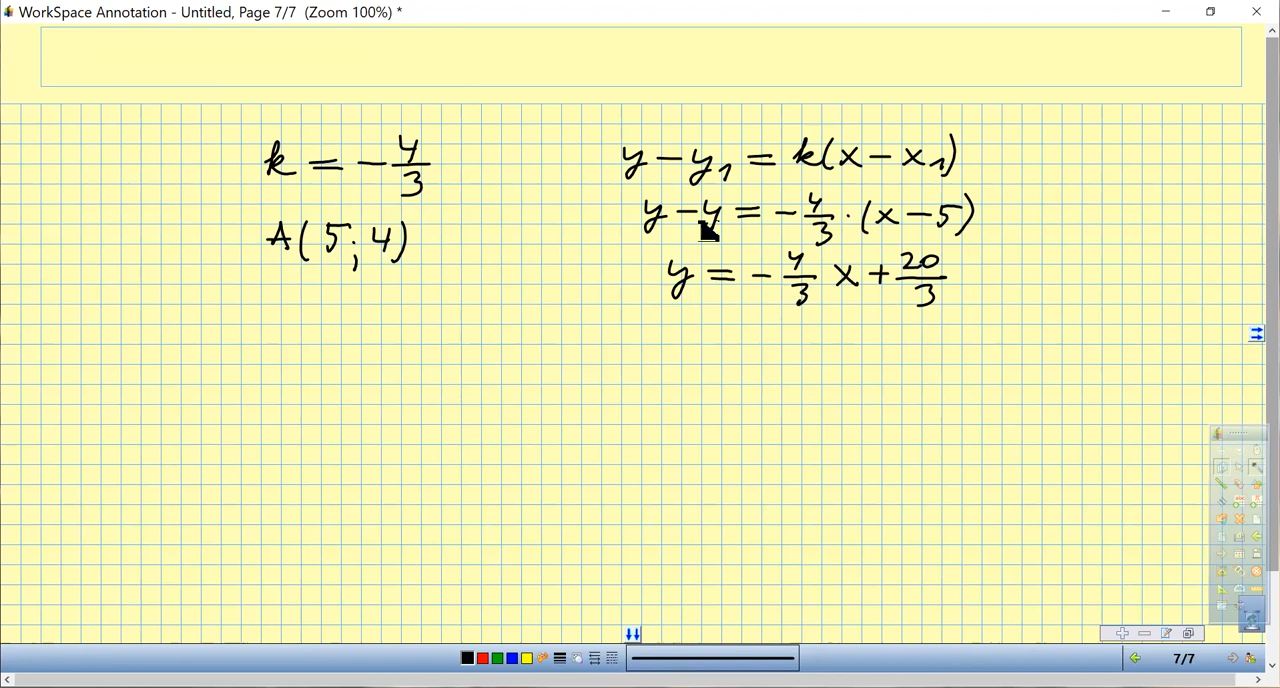 WorkSpace Annotation - Untitled, Page 7/7 (Zoom 100%) *
k = -4/3
A(5;4)
y - y₁ = k(x - x₁)
y - 4 = -4/3 · (x - 5)
y = -4/3 x + 20/3
7/7